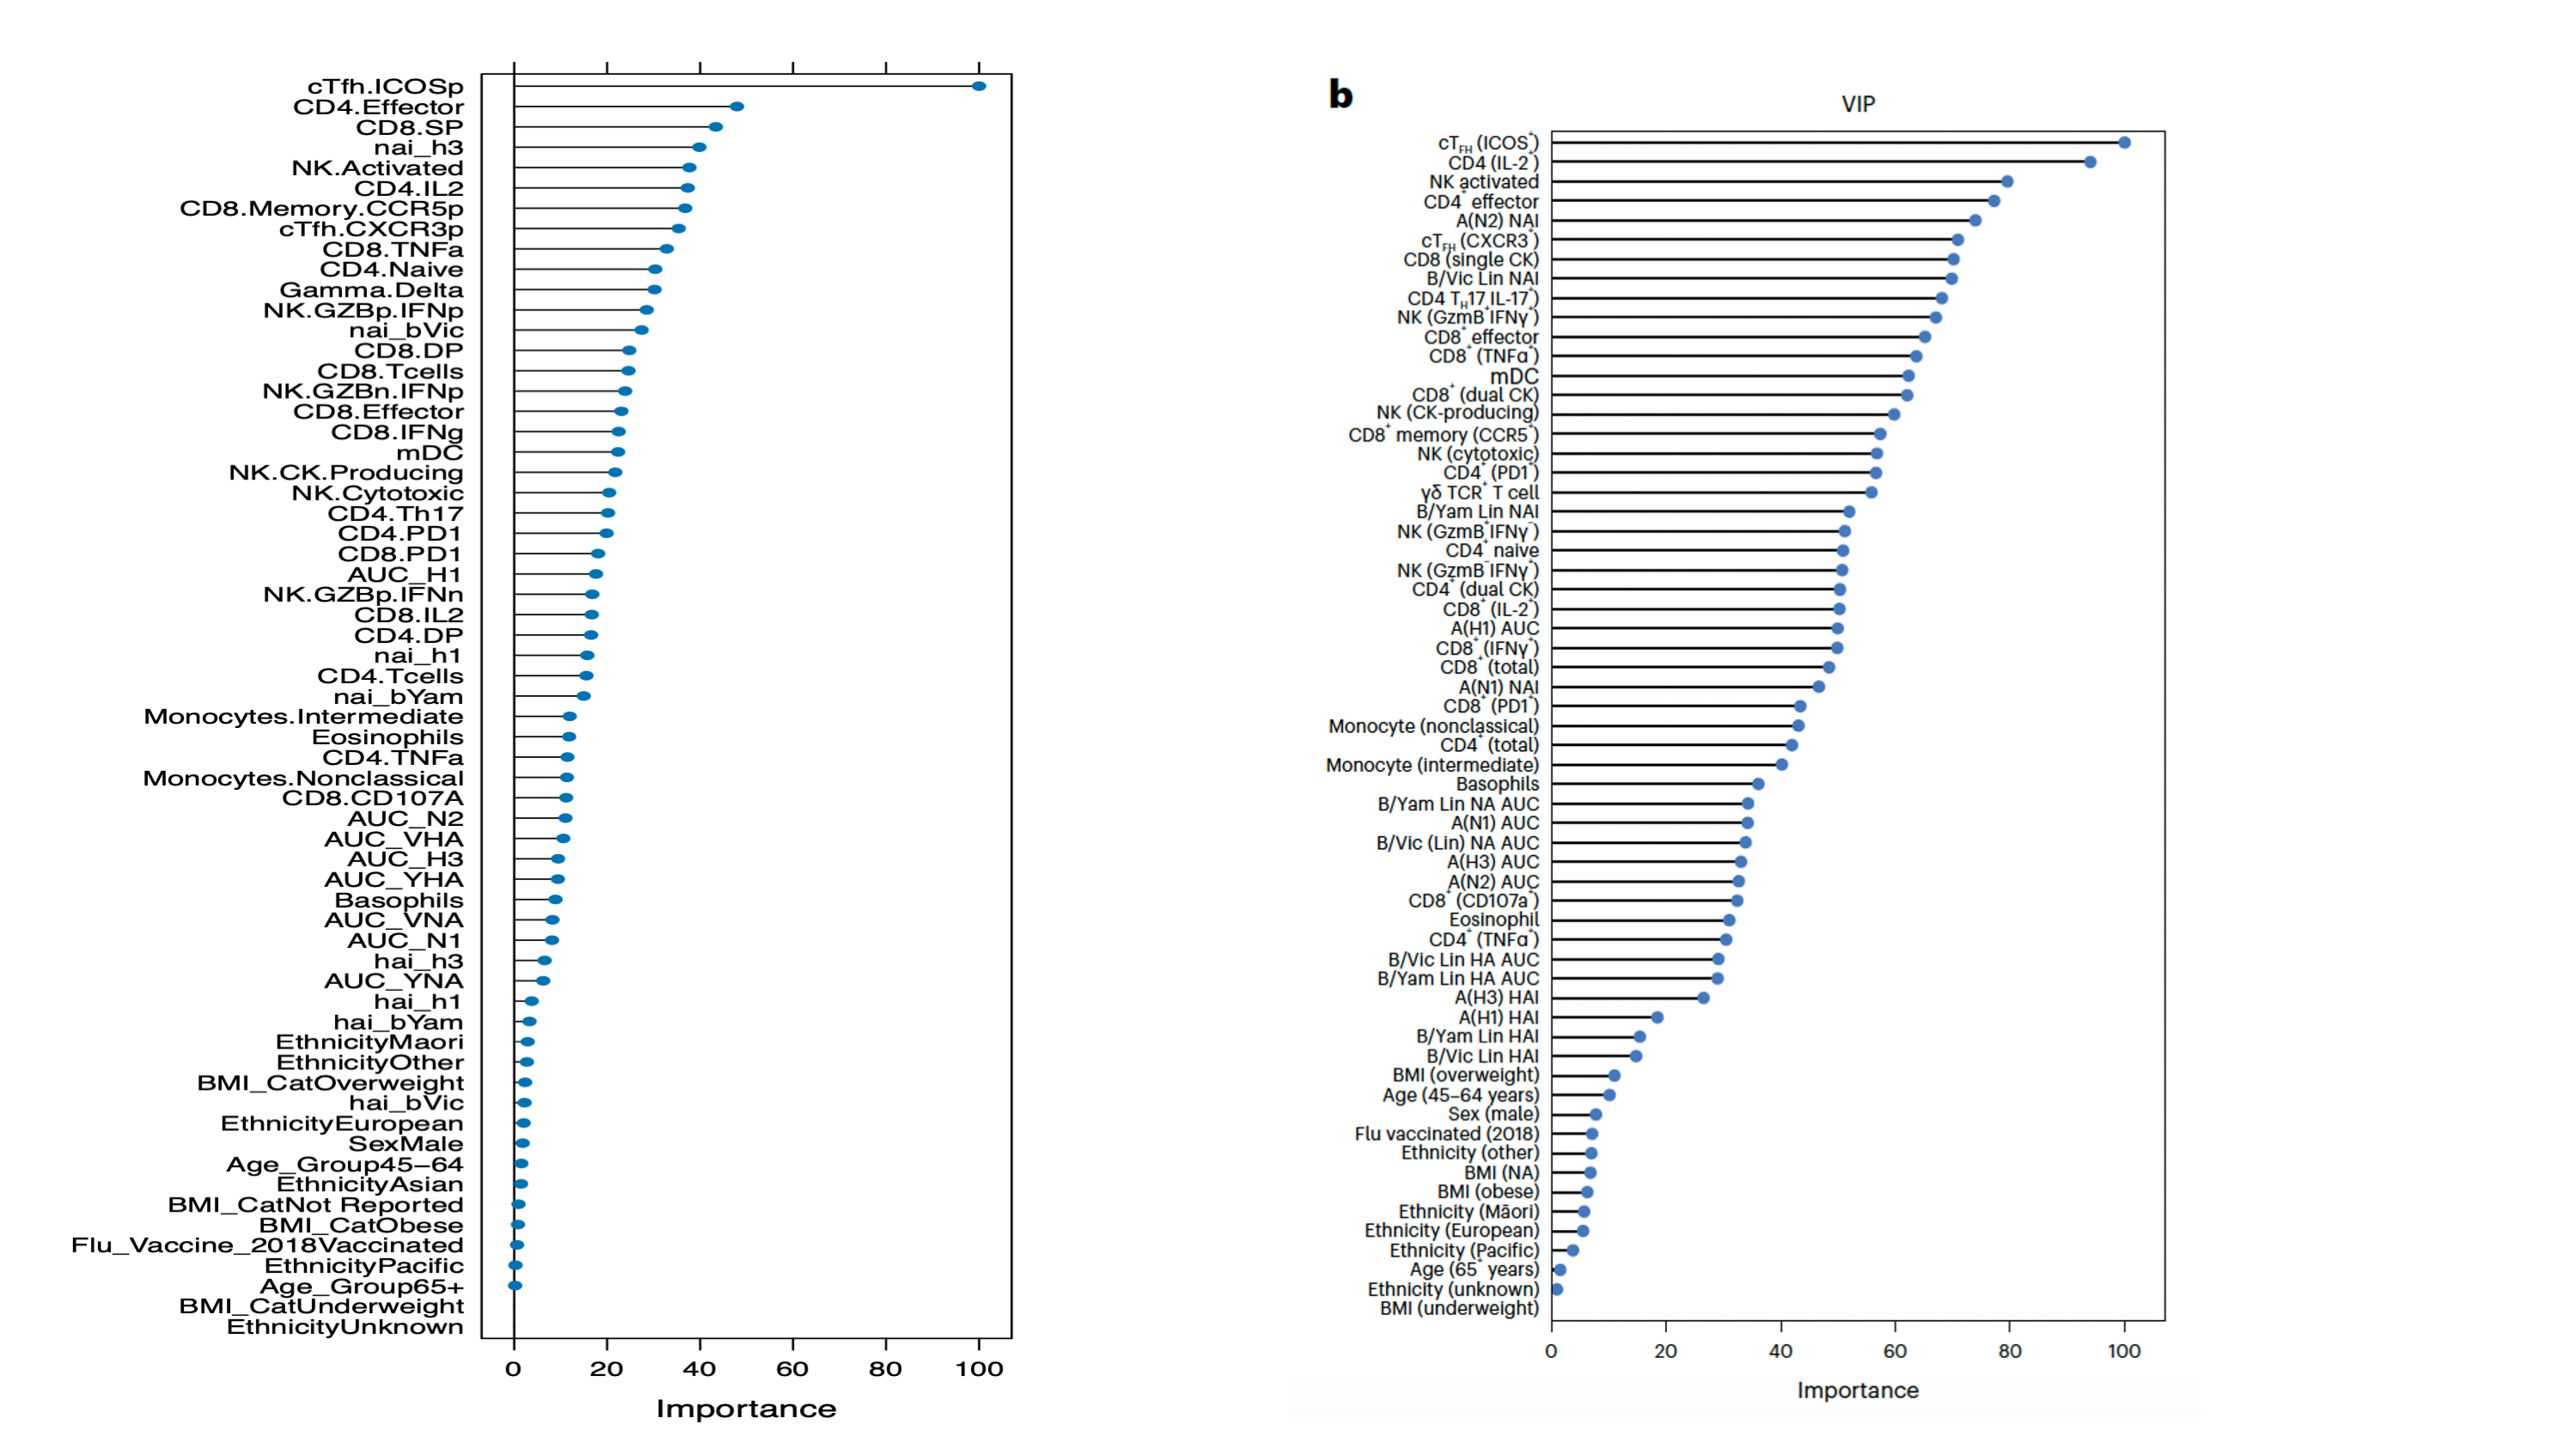 cTfh.ICOSp
CD4.Effector
CD8.SP
nai_h3
NK.Activated
CD4.IL2
CD8.Memory.CCR5p
cTfh.CXCR3p
CD8.TNFa
CD4.Naive
Gamma.Delta
NK.GZBp.IFNp
nai_bVic
CD8.DP
CD8.Tcells
NK.GZBn.IFNp
CD8.Effector
CD8.IFNg
mDC
NK.CK.Producing
NK.Cytotoxic
CD4.Th17
CD4.PD1
CD8.PD1
AUC_H1
NK.GZBp.IFNn
CD8.IL2
CD4.DP
nai_h1
CD4.Tcells
nai_bYam
Monocytes.Intermediate
Eosinophils
CD4.TNFa
Monocytes.Nonclassical
CD8.CD107A
AUC_N2
AUC_VHA
AUC_H3
AUC_YHA
Basophils
AUC_VNA
AUC_N1
hai_h3
AUC_YNA
hai_h1
hai_bYam
EthnicityMaori
EthnicityOther
BMI_CatOverweight
hai_bVic
EthnicityEuropean
SexMale
Age_Group45−64
EthnicityAsian
BMI_CatNot Reported
BMI_CatObese
Flu_Vaccine_2018Vaccinated
EthnicityPacific
Age_Group65+
BMI_CatUnderweight
EthnicityUnknown
0 20 40 60 80 100
Importance
b
VIP
cT_FH (ICOS⁺)
CD4 (IL-2⁺)
NK activated
CD4⁺ effector
A(N2) NAI
cT_FH (CXCR3⁺)
CD8 (single CK)
B/Vic Lin NAI
CD4 T_H17 IL-17⁺)
NK (GzmB⁺IFNγ⁺)
CD8⁺ effector
CD8⁺ (TNFα⁺)
mDC
CD8⁺ (dual CK)
NK (CK-producing)
CD8⁺ memory (CCR5⁺)
NK (cytotoxic)
CD4⁺ (PD1⁺)
γδ TCR⁺ T cell
B/Yam Lin NAI
NK (GzmB⁺IFNγ⁻)
CD4⁺ naive
NK (GzmB⁻IFNγ⁺)
CD4⁺ (dual CK)
CD8⁺ (IL-2⁺)
A(H1) AUC
CD8⁺ (IFNγ⁺)
CD8⁺ (total)
A(N1) NAI
CD8⁺ (PD1⁺)
Monocyte (nonclassical)
CD4⁺ (total)
Monocyte (intermediate)
Basophils
B/Yam Lin NA AUC
A(N1) AUC
B/Vic (Lin) NA AUC
A(H3) AUC
A(N2) AUC
CD8⁺ (CD107a⁺)
Eosinophil
CD4⁺ (TNFα⁺)
B/Vic Lin HA AUC
B/Yam Lin HA AUC
A(H3) HAI
A(H1) HAI
B/Yam Lin HAI
B/Vic Lin HAI
BMI (overweight)
Age (45–64 years)
Sex (male)
Flu vaccinated (2018)
Ethnicity (other)
BMI (NA)
BMI (obese)
Ethnicity (Māori)
Ethnicity (European)
Ethnicity (Pacific)
Age (65⁺ years)
Ethnicity (unknown)
BMI (underweight)
0 20 40 60 80 100
Importance